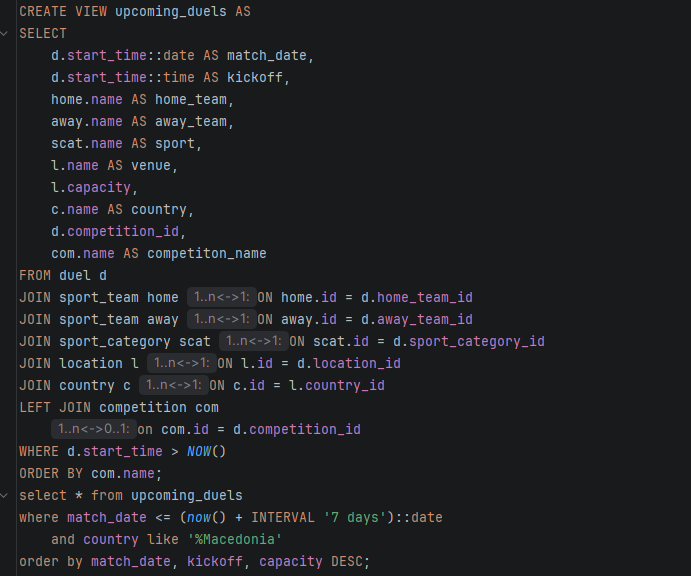 CREATE VIEW upcoming_duels AS
SELECT
d.start_time::date AS match_date,
d.start_time::time AS kickoff,
home.name AS home_team,
away.name AS away_team,
scat.name AS sport,
l.name AS venue,
l.capacity,
c.name AS country,
d.competition_id,
com.name AS competiton_name
FROM duel d
JOIN sport_team home 1..n<->1: ON home.id = d.home_team_id
JOIN sport_team away 1..n<->1: ON away.id = d.away_team_id
JOIN sport_category scat 1..n<->1: ON scat.id = d.sport_category_id
JOIN location l 1..n<->1: ON l.id = d.location_id
JOIN country c 1..n<->1: ON c.id = l.country_id
LEFT JOIN competition com
1..n<->0..1: on com.id = d.competition_id
WHERE d.start_time > NOW()
ORDER BY com.name;
select * from upcoming_duels
where match_date <= (now() + INTERVAL '7 days')::date
and country like '%Macedonia'
order by match_date, kickoff, capacity DESC;